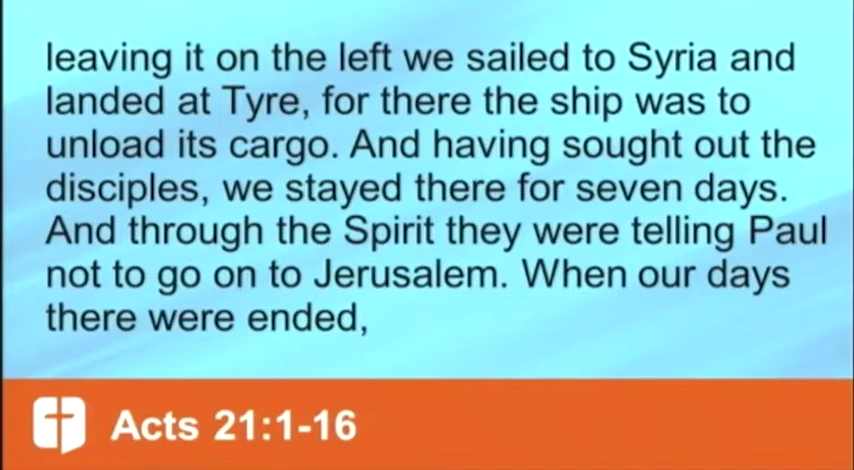 leaving it on the left we sailed to Syria and
landed at Tyre, for there the ship was to
unload its cargo. And having sought out the
disciples, we stayed there for seven days.
And through the Spirit they were telling Paul
not to go on to Jerusalem. When our days
there were ended,
Acts 21:1-16